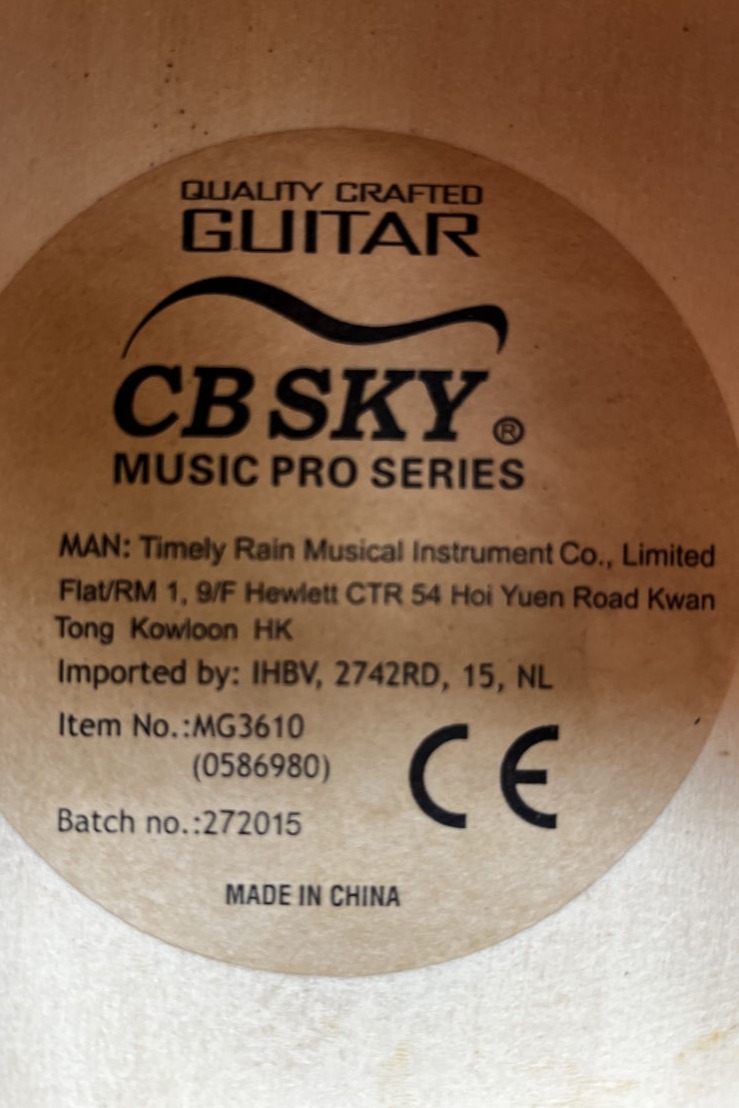 QUALITY CRAFTED
GUITAR
CB SKY ®
MUSIC PRO SERIES
MAN: Timely Rain Musical Instrument Co., Limited
Flat/RM 1, 9/F Hewlett CTR 54 Hoi Yuen Road Kwan
Tong Kowloon HK
Imported by: IHBV, 2742RD, 15, NL
Item No.:MG3610
(0586980)
CE
Batch no.:272015
MADE IN CHINA